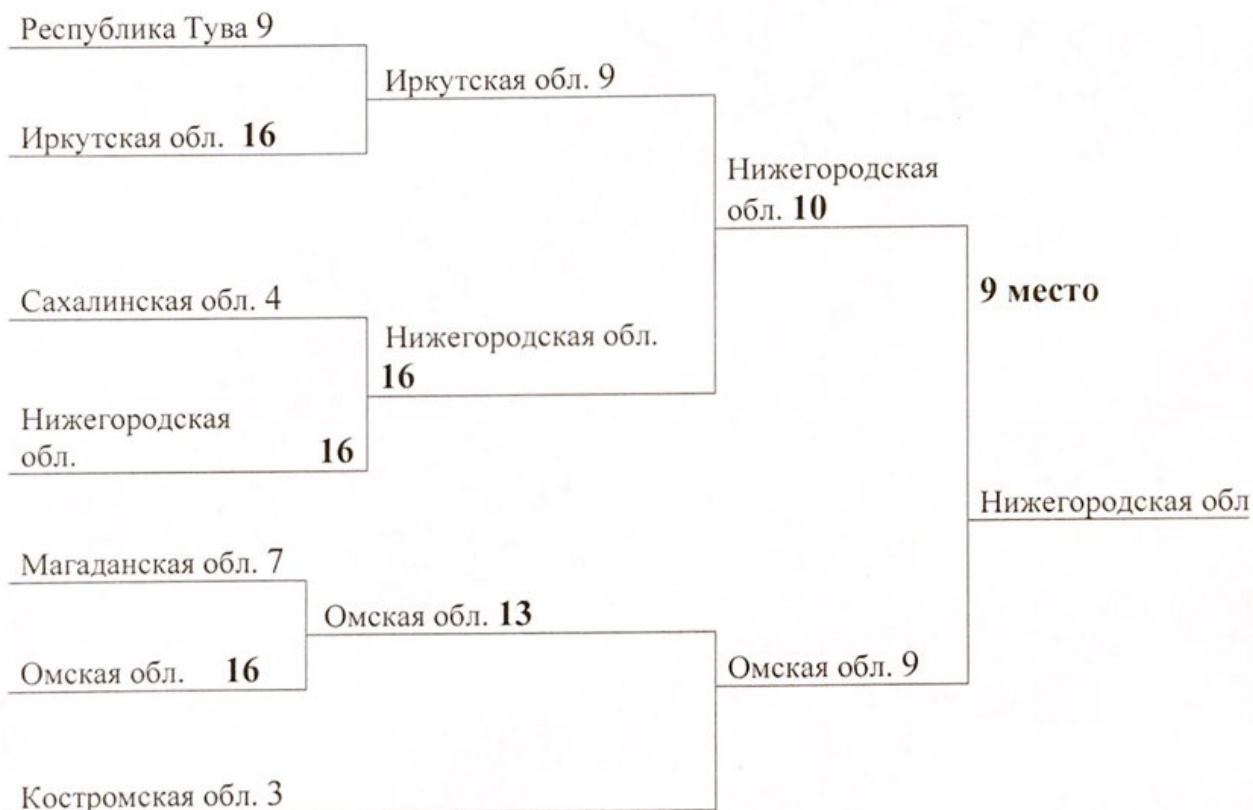 Республика Тува 9
Иркутская обл. 9
Иркутская обл. 16
Нижегородская
обл. 10
Сахалинская обл. 4
9 место
Нижегородская обл.
16
Нижегородская
обл. 16
Нижегородская обл
Магаданская обл. 7
Омская обл. 13
Омская обл. 16
Омская обл. 9
Костромская обл. 3